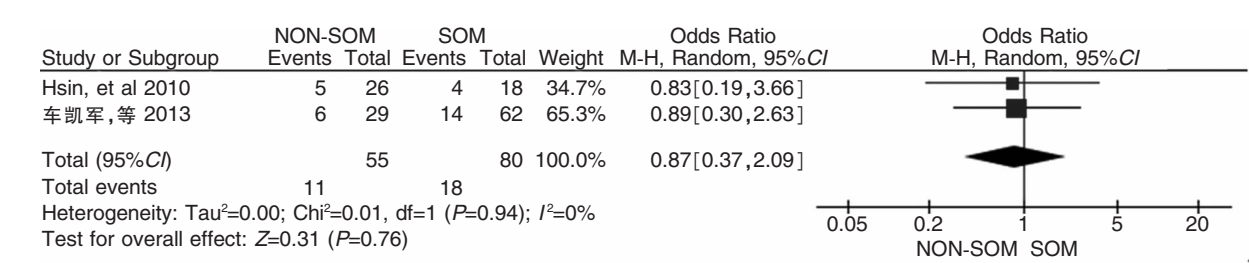 NON-SOM SOM Odds Ratio Odds Ratio
Study or Subgroup Events Total Events Total Weight M-H, Random, 95%CI M-H, Random, 95%CI
Hsin, et al 2010 5 26 4 18 34.7% 0.83[0.19,3.66]
车凯军,等 2013 6 29 14 62 65.3% 0.89[0.30,2.63]
Total (95%CI) 55 80 100.0% 0.87[0.37,2.09]
Total events 11 18
Heterogeneity: Tau²=0.00; Chi²=0.01, df=1 (P=0.94); I²=0%
Test for overall effect: Z=0.31 (P=0.76)
0.05 0.2 1 5 20
NON-SOM SOM